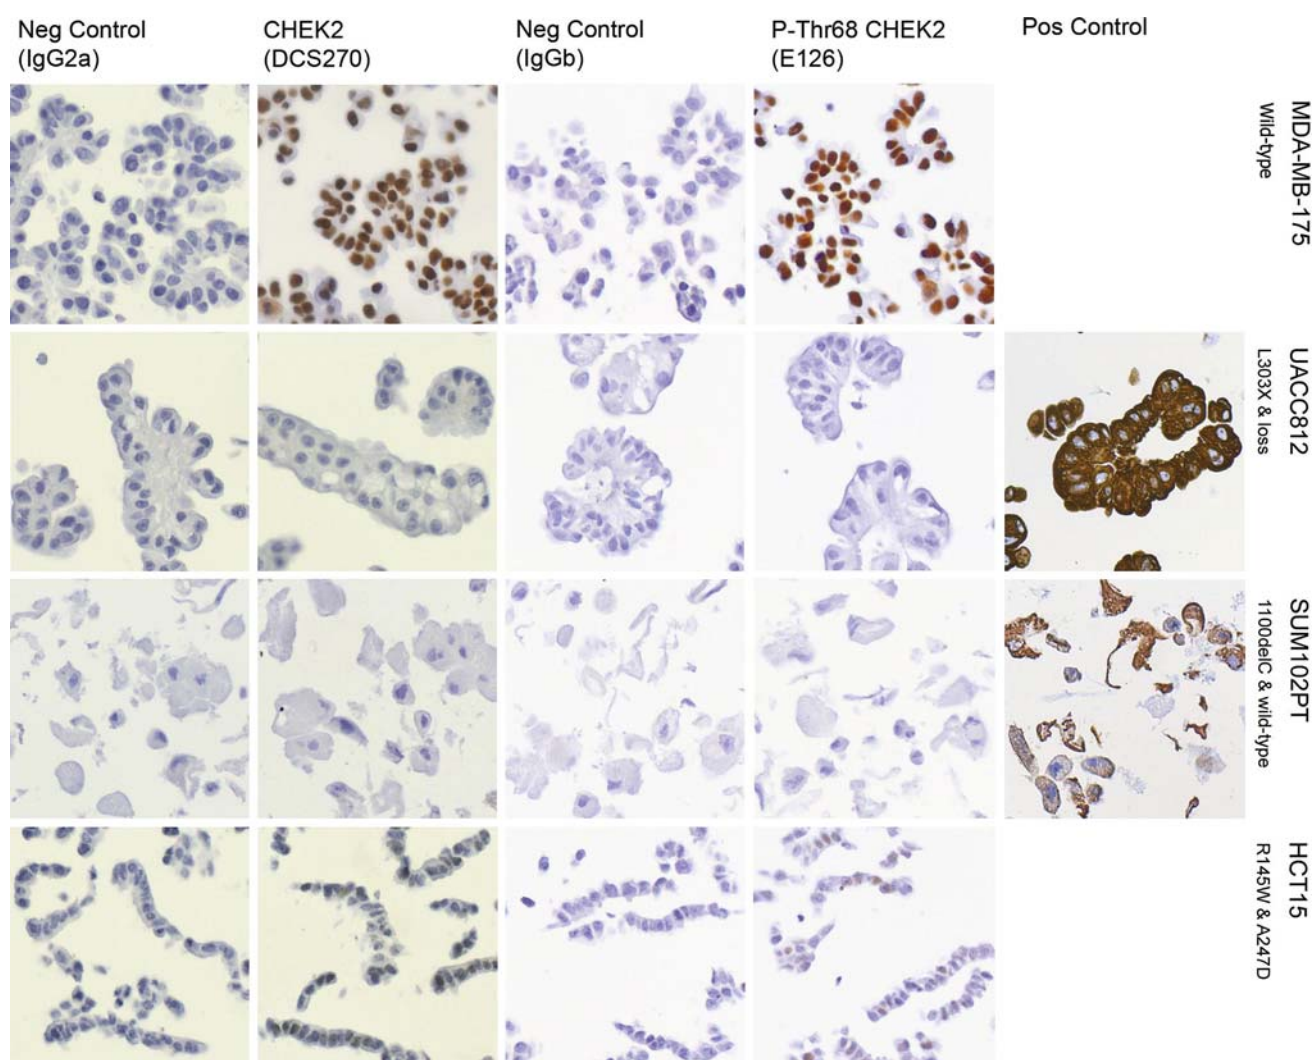 Neg Control
(IgG2a)
CHEK2
(DCS270)
Neg Control
(IgGb)
P-Thr68 CHEK2
(E126)
Pos Control
MDA-MB-175
Wild-type
UACC812
L303X & loss
SUM102PT
1100delC & wild-type
HCT15
R145W & A247D